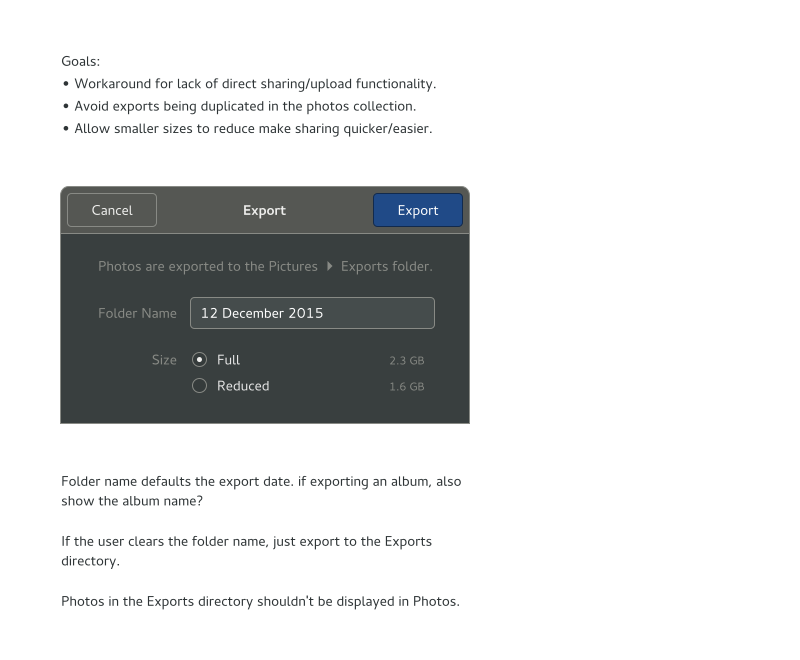 Goals:
• Workaround for lack of direct sharing/upload functionality.
• Avoid exports being duplicated in the photos collection.
• Allow smaller sizes to reduce make sharing quicker/easier.
Cancel Export Export
Photos are exported to the Pictures ▸ Exports folder.
Folder Name 12 December 2015
Size Full 2.3 GB
Reduced 1.6 GB
Folder name defaults the export date. if exporting an album, also
show the album name?
If the user clears the folder name, just export to the Exports
directory.
Photos in the Exports directory shouldn't be displayed in Photos.